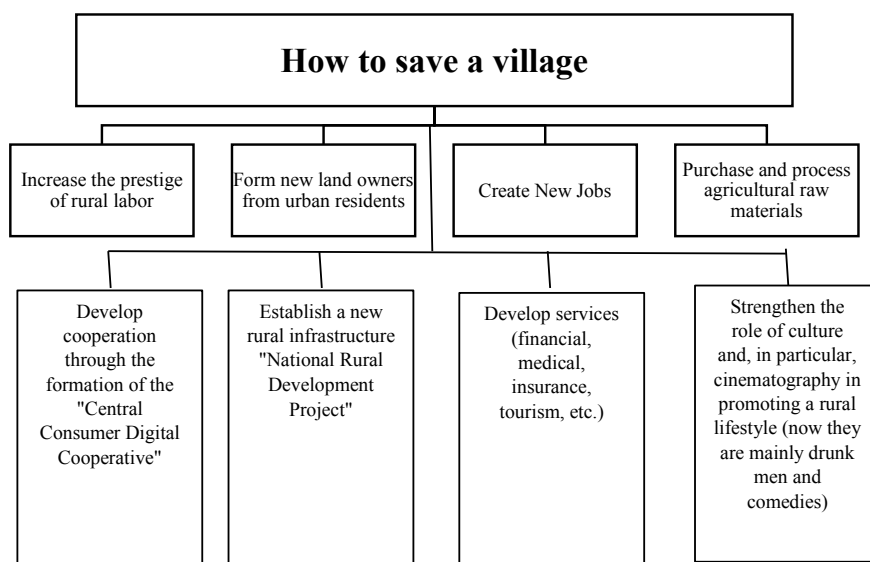 How to save a village
Increase the prestige
of rural labor
Form new land owners
from urban residents
Create New Jobs
Purchase and process
agricultural raw
materials
Develop
cooperation
through the
formation of the
"Central
Consumer Digital
Cooperative"
Establish a new
rural infrastructure
"National Rural
Development
Project"
Develop services
(financial,
medical,
insurance,
tourism, etc.)
Strengthen the
role of culture
and, in particular,
cinematography in
promoting a rural
lifestyle (now they
are mainly drunk
men and
comedies)